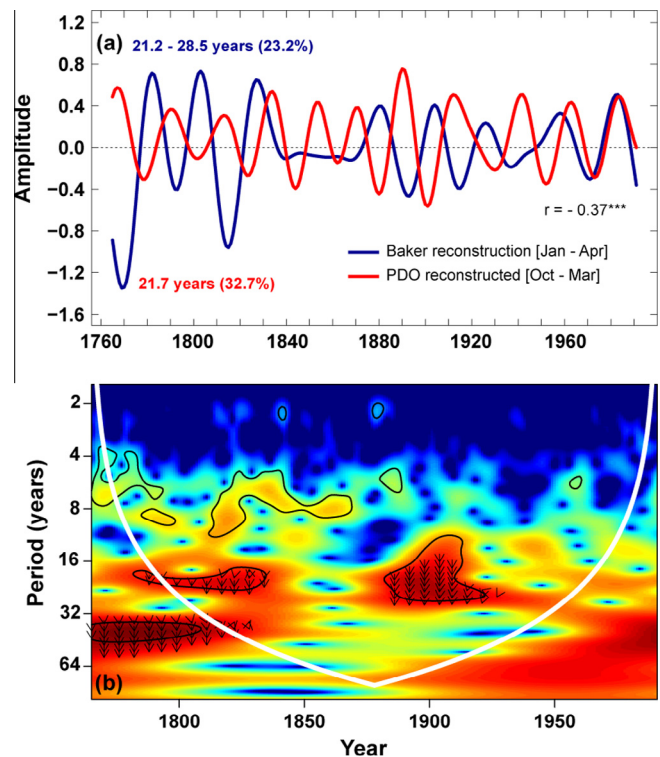 (a)
21.2 - 28.5 years (23.2%)
1.2
0.8
0.4
0.0
-0.4
-0.8
-1.2
-1.6
Amplitude
r = - 0.37***
Baker reconstruction [Jan - Apr]
PDO reconstructed [Oct - Mar]
21.7 years (32.7%)
1760 1800 1840 1880 1920 1960
2
4
8
16
32
64
Period (years)
(b)
1800 1850 1900 1950
Year